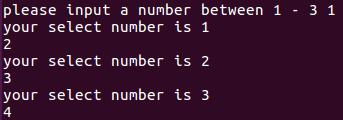 please input a number between 1 - 3 1
your select number is 1
2
your select number is 2
3
your select number is 3
4